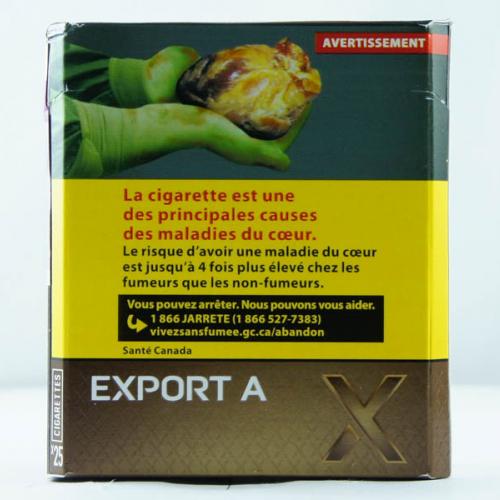 AVERTISSEMENT
La cigarette est une
des principales causes
des maladies du cœur.
Le risque d'avoir une maladie du cœur
est jusqu'à 4 fois plus élevé chez les
fumeurs que les non-fumeurs.
Vous pouvez arrêter. Nous pouvons vous aider.
1 866 JARRETE (1 866 527-7383)
vivezsansfumee.gc.ca/abandon
Santé Canada
EXPORT A X
25 CIGARETTES